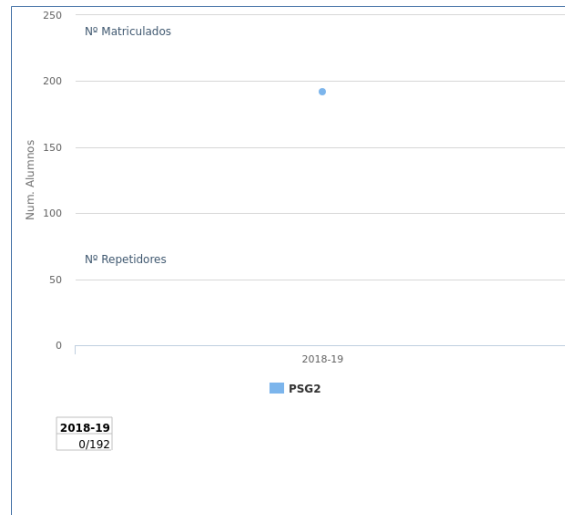 250
Nº Matriculados
200
150
Num. Alumnos
100
Nº Repetidores
50
0
2018-19
PSG2
2018-19
0/192